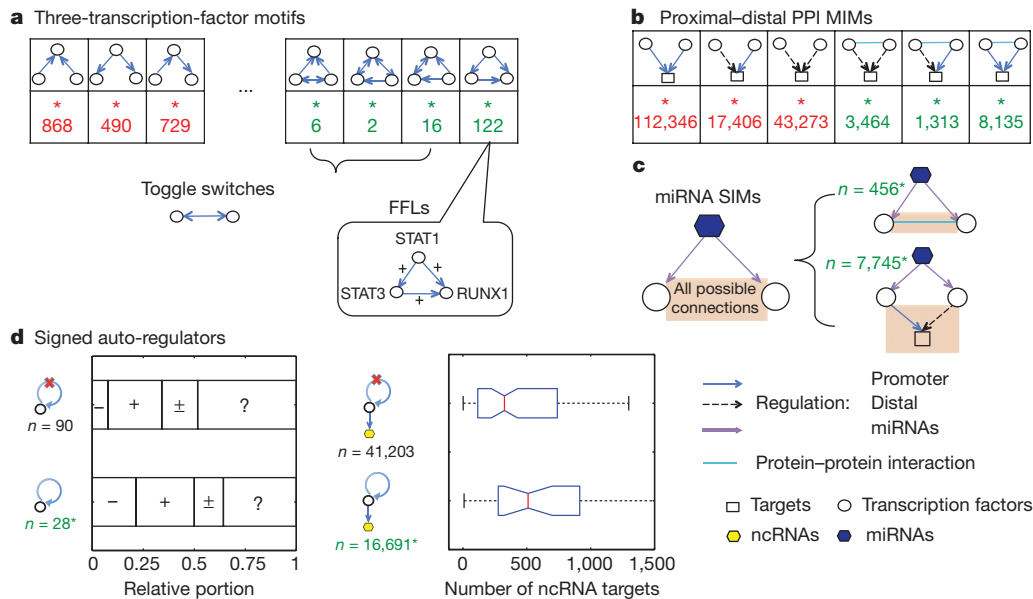 a Three-transcription-factor motifs
* * * ... * * * *
868 490 729 6 2 16 122
Toggle switches
FFLs
STAT1
+ +
STAT3 + RUNX1
b Proximal–distal PPI MIMs
* * * * * *
112,346 17,406 43,273 3,464 1,313 8,135
c
miRNA SIMs
All possible
connections
n = 456*
n = 7,745*
Promoter
Regulation: Distal
miRNAs
Protein–protein interaction
Targets Transcription factors
ncRNAs miRNAs
d Signed auto-regulators
n = 90
– + ± ?
n = 28*
– + ± ?
0 0.25 0.5 0.75 1
Relative portion
n = 41,203
n = 16,691*
0 500 1,000 1,500
Number of ncRNA targets